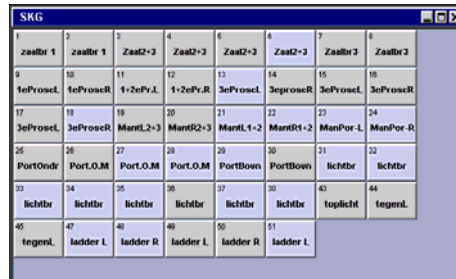 SKG
1 2 3 4 5 6 7 8
zaalbr 1 zaalbr 1 Zaal2+3 Zaal2+3 Zaal2+3 Zaal2+3 Zaalbr3 Zaalbr3
9 10 11 12 13 14 15 16
1eProscL 1eProscR 1+2ePr.L 1+2ePr.R 3eProscL 3eproscR 3eProscL 3eProscR
17 18 19 20 21 22 23 24
3eProseL 3eProscR MantL2+3 MantR2+3 MantL1+2 MantR1+2 ManPor-L ManPor-R
25 26 27 28 29 30 31 32
PortOndr Port.O.M Port.O.M Port.O.M PortBovn PortBovn lichtbr lichtbr
33 34 35 36 37 38 43 44
lichtbr lichtbr lichtbr lichtbr lichtbr lichtbr toplicht tegenL
45 47 48 49 50 51
tegenL ladder L ladder R ladder L ladder R ladder L